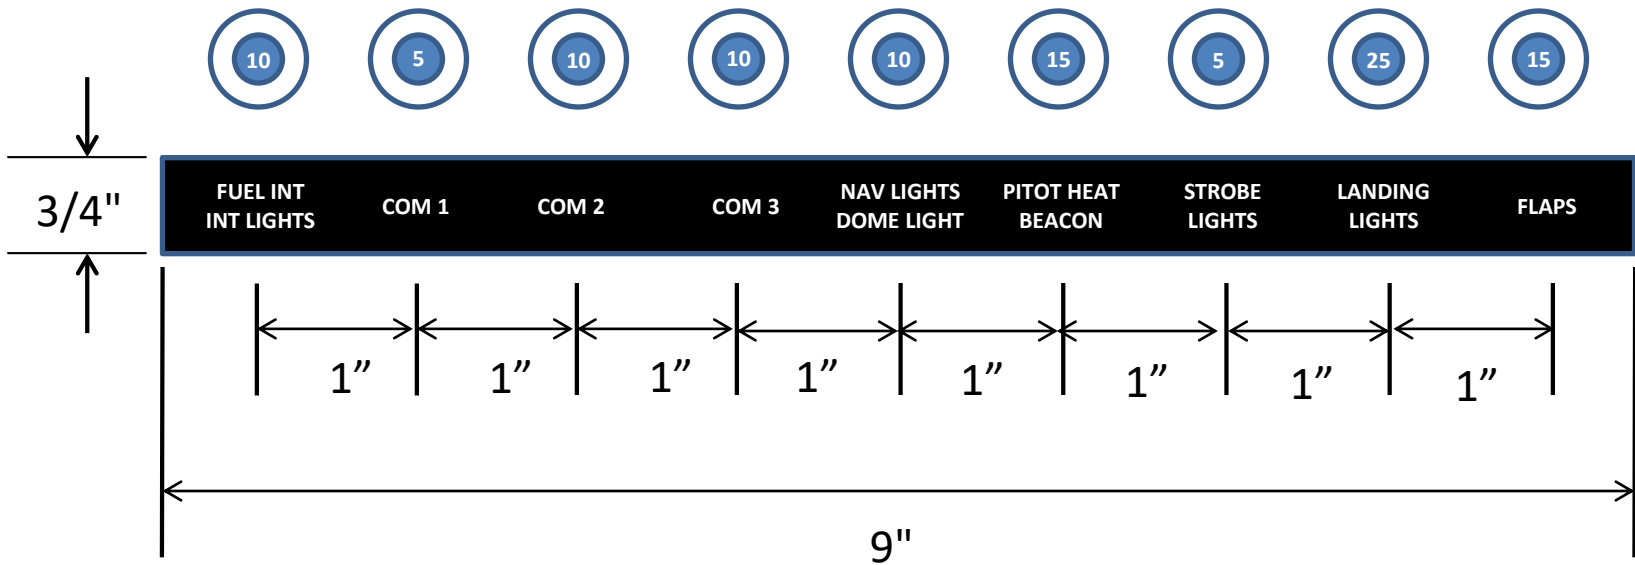 10 5 10 10 10 15 5 25 15
3/4"
FUEL INT
INT LIGHTS
COM 1
COM 2
COM 3
NAV LIGHTS
DOME LIGHT
PITOT HEAT
BEACON
STROBE
LIGHTS
LANDING
LIGHTS
FLAPS
1” 1” 1” 1” 1” 1” 1” 1”
9"